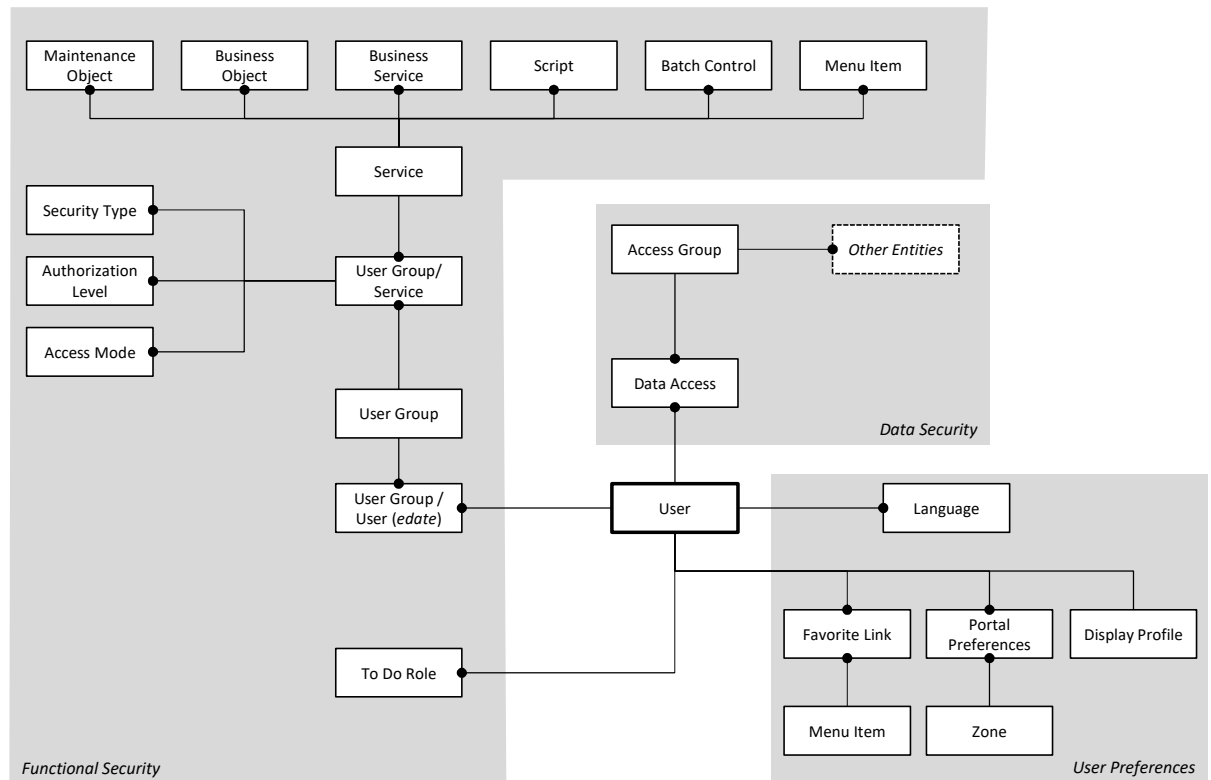 Maintenance
Object
Business
Object
Business
Service
Script
Batch Control
Menu Item
Service
Security Type
Authorization
Level
Access Mode
User Group/
Service
User Group
User Group /
User (edate)
To Do Role
Functional Security
Access Group
Other Entities
Data Access
Data Security
User
Language
Favorite Link
Portal
Preferences
Display Profile
Menu Item
Zone
User Preferences